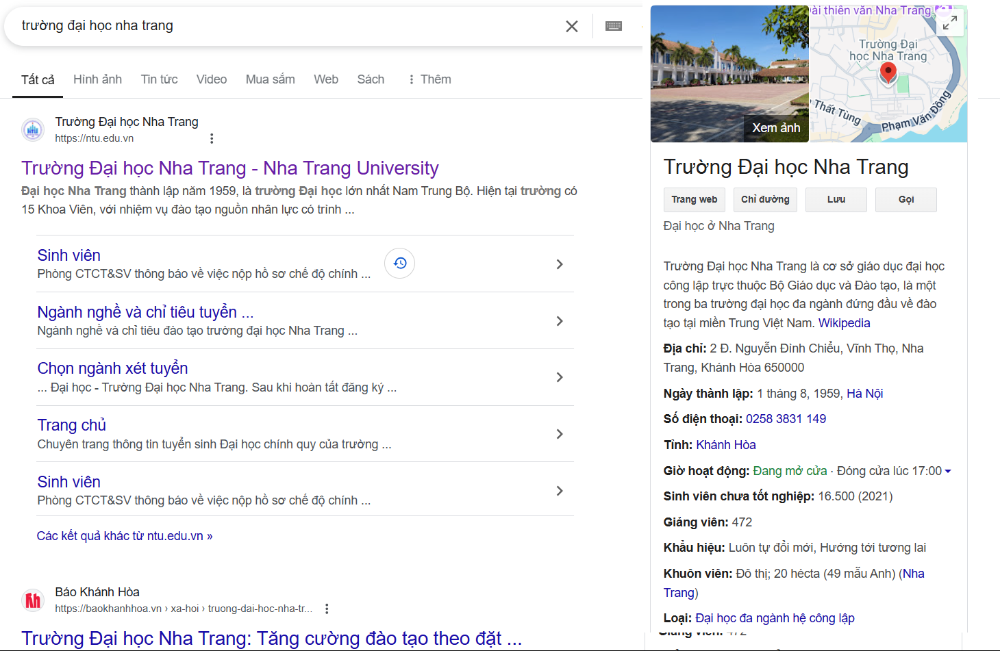 trường đại học nha trang
Tất cả
Hình ảnh
Tin tức
Video
Mua sắm
Web
Sách
Thêm
Trường Đại học Nha Trang
https://ntu.edu.vn
Trường Đại học Nha Trang - Nha Trang University
Đại học Nha Trang thành lập năm 1959, là trường Đại học lớn nhất Nam Trung Bộ. Hiện tại trường có
15 Khoa Viên, với nhiệm vụ đào tạo nguồn nhân lực có trình ...
Sinh viên
Phòng CTCT&SV thông báo về việc nộp hồ sơ chế độ chính ...
Ngành nghề và chỉ tiêu tuyển ...
Ngành nghề và chỉ tiêu đào tạo trường đại học Nha Trang ...
Chọn ngành xét tuyển
... Đại học - Trường Đại học Nha Trang. Sau khi hoàn tất đăng ký ...
Trang chủ
Chuyên trang thông tin tuyển sinh Đại học chính quy của trường ...
Sinh viên
Phòng CTCT&SV thông báo về việc nộp hồ sơ chế độ chính ...
Các kết quả khác từ ntu.edu.vn »
Báo Khánh Hòa
https://baokhanhhoa.vn › xa-hoi › truong-dai-hoc-nha-tr...
Trường Đại học Nha Trang: Tăng cường đào tạo theo đặt ...
Xem ảnh
ài thiên văn Nha Trang
Trường Đại
học Nha Trang
Thất Tùng
Phạm Văn Đồng
Trường Đại học Nha Trang
Trang web
Chỉ đường
Lưu
Gọi
Đại học ở Nha Trang
Trường Đại học Nha Trang là cơ sở giáo dục đại học
công lập trực thuộc Bộ Giáo dục và Đào tạo, là một
trong ba trường đại học đa ngành đứng đầu về đào
tạo tại miền Trung Việt Nam. Wikipedia
Địa chỉ: 2 Đ. Nguyễn Đình Chiểu, Vĩnh Thọ, Nha
Trang, Khánh Hòa 650000
Ngày thành lập: 1 tháng 8, 1959, Hà Nội
Số điện thoại: 0258 3831 149
Tỉnh: Khánh Hòa
Giờ hoạt động: Đang mở cửa · Đóng cửa lúc 17:00
Sinh viên chưa tốt nghiệp: 16.500 (2021)
Giảng viên: 472
Khẩu hiệu: Luôn tự đổi mới, Hướng tới tương lai
Khuôn viên: Đô thị; 20 hécta (49 mẫu Anh) (Nha
Trang)
Loại: Đại học đa ngành hệ công lập